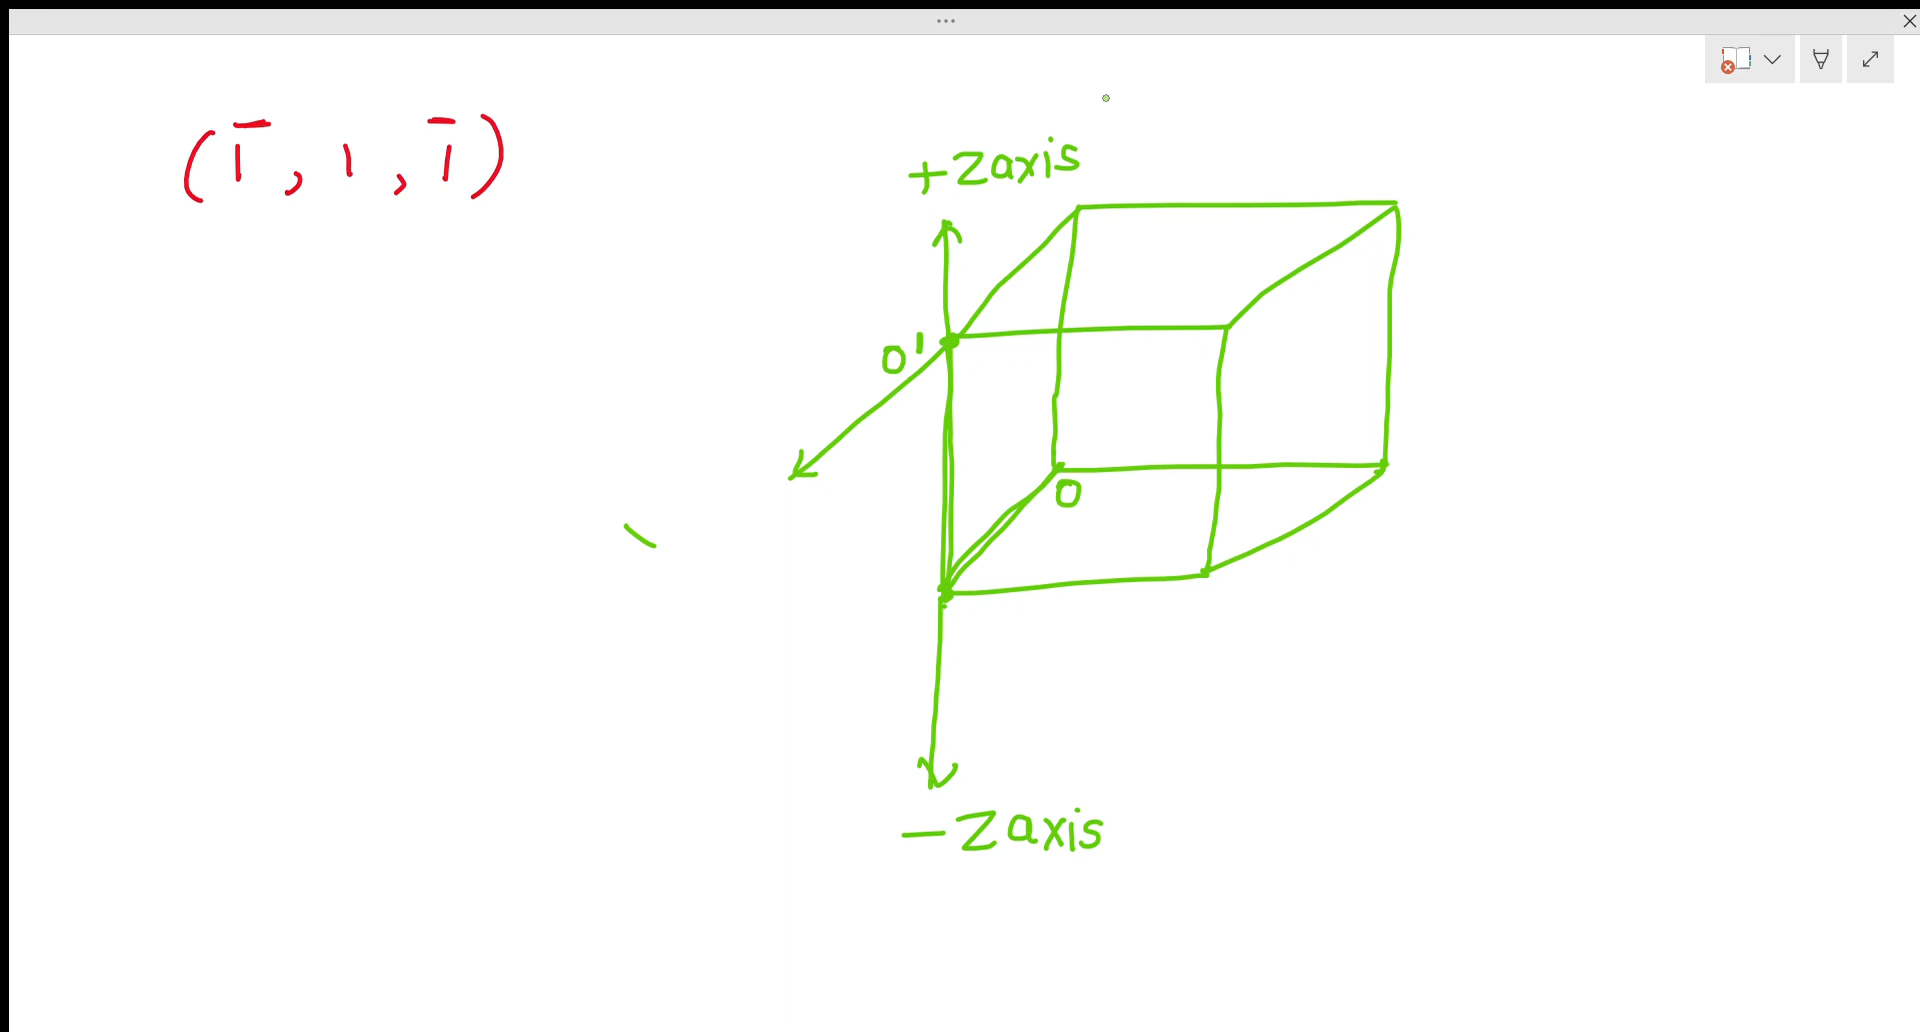 (1̅, 1, 1̅)
+Zaxis
O'
O
-Zaxis